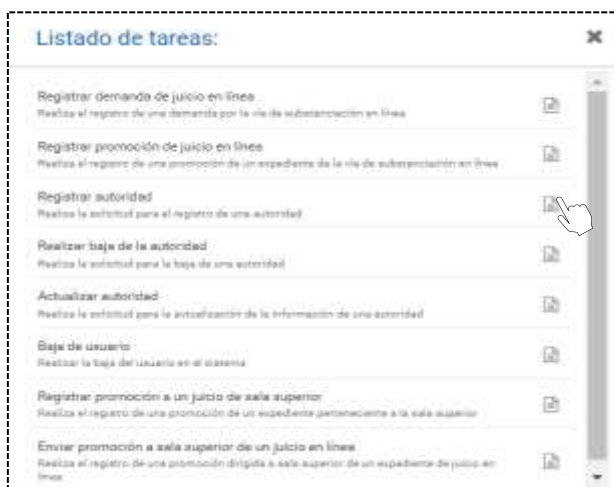 Listado de tareas:
Registrar demanda de juicio en línea
Realiza el registro de una demanda por la vía de substanciación en línea
Registrar promoción de juicio en línea
Realiza el registro de una promoción de un expediente de la vía de substanciación en línea
Registrar autoridad
Realiza la solicitud para el registro de una autoridad
Realizar baja de la autoridad
Realiza la solicitud para la baja de una autoridad
Actualizar autoridad
Realiza la solicitud para la actualización de la información de una autoridad
Baja de usuario
Realizar la baja del usuario en el sistema
Registrar promoción a un juicio de sala superior
Realiza el registro de una promoción de un expediente perteneciente a la sala superior
Enviar promoción a sala superior de un juicio en línea
Realiza el registro de una promoción dirigida a sala superior de un expediente de juicio en
línea